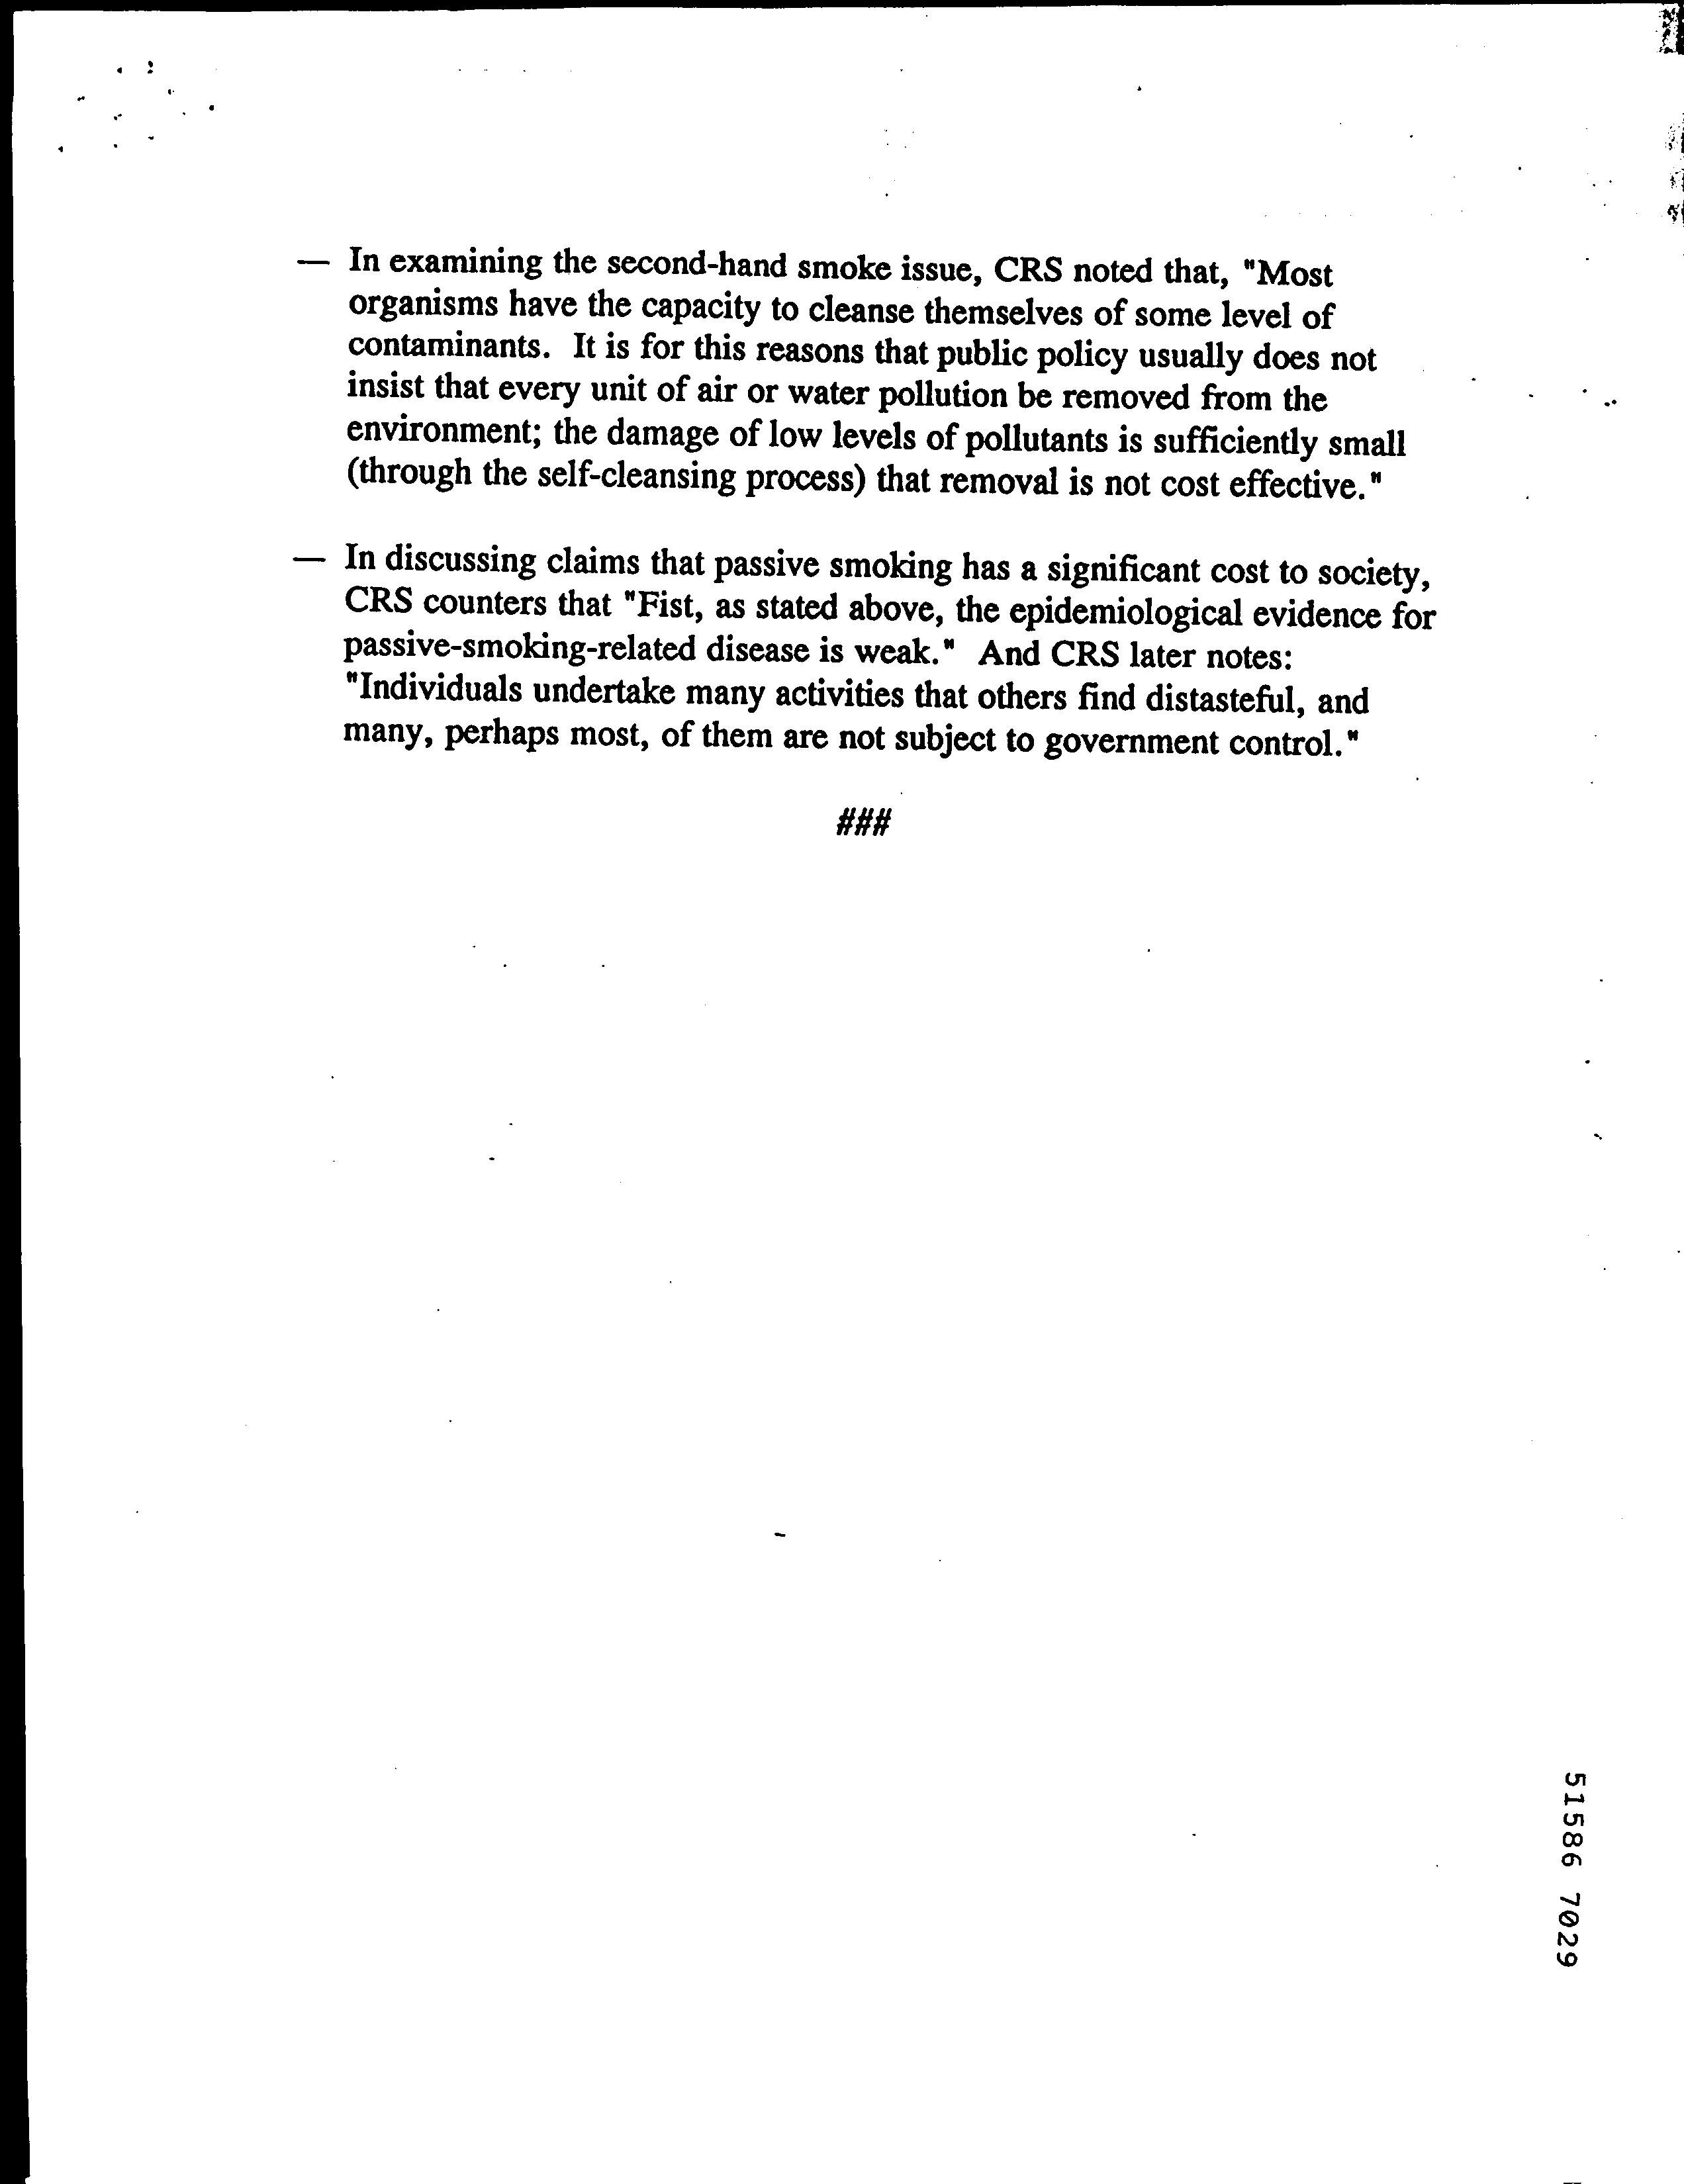 — In examining the second-hand smoke issue, CRS noted that, "Most
organisms have the capacity to cleanse themselves of some level of
contaminants. It is for this reasons that public policy usually does not
insist that every unit of air or water pollution be removed from the
environment; the damage of low levels of pollutants is sufficiently small
(through the self-cleansing process) that removal is not cost effective."
— In discussing claims that passive smoking has a significant cost to society,
CRS counters that "Fist, as stated above, the epidemiological evidence for
passive-smoking-related disease is weak." And CRS later notes:
"Individuals undertake many activities that others find distasteful, and
many, perhaps most, of them are not subject to government control."
###
51586 7029